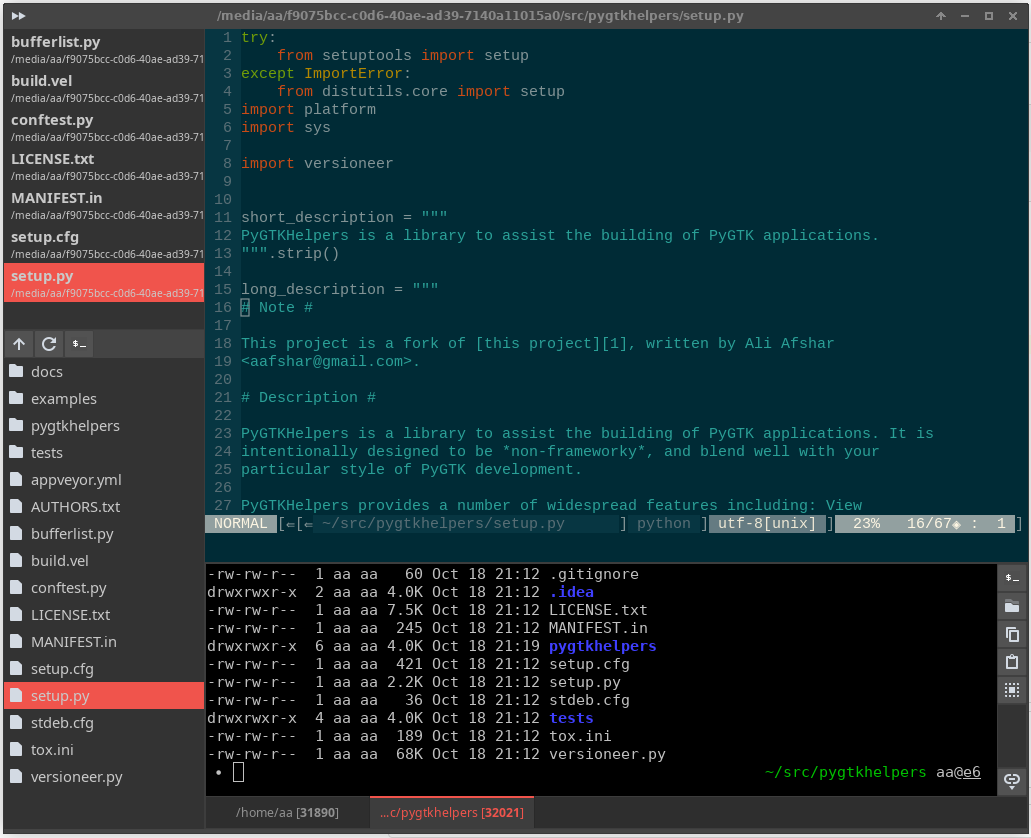 /media/aa/f9075bcc-c0d6-40ae-ad39-7140a11015a0/src/pygtkhelpers/setup.py
bufferlist.py
/media/aa/f9075bcc-c0d6-40ae-ad39-71
build.vel
/media/aa/f9075bcc-c0d6-40ae-ad39-71
conftest.py
/media/aa/f9075bcc-c0d6-40ae-ad39-71
LICENSE.txt
/media/aa/f9075bcc-c0d6-40ae-ad39-71
MANIFEST.in
/media/aa/f9075bcc-c0d6-40ae-ad39-71
setup.cfg
/media/aa/f9075bcc-c0d6-40ae-ad39-71
setup.py
/media/aa/f9075bcc-c0d6-40ae-ad39-71
$_
docs
examples
pygtkhelpers
tests
appveyor.yml
AUTHORS.txt
bufferlist.py
build.vel
conftest.py
LICENSE.txt
MANIFEST.in
setup.cfg
setup.py
stdeb.cfg
tox.ini
versioneer.py
1 try:
2     from setuptools import setup
3 except ImportError:
4     from distutils.core import setup
5 import platform
6 import sys
7
8 import versioneer
9
10
11 short_description = """
12 PyGTKHelpers is a library to assist the building of PyGTK applications.
13 """.strip()
14
15 long_description = """
16 # Note #
17
18 This project is a fork of [this project][1], written by Ali Afshar
19 <aafshar@gmail.com>.
20
21 # Description #
22
23 PyGTKHelpers is a library to assist the building of PyGTK applications. It is
24 intentionally designed to be *non-frameworky*, and blend well with your
25 particular style of PyGTK development.
26
27 PyGTKHelpers provides a number of widespread features including: View
NORMAL [⇐[⇐ ~/src/pygtkhelpers/setup.py ] python ] utf-8[unix] ] 23% 16/67◈ : 1 ]
-rw-rw-r--  1 aa aa   60 Oct 18 21:12 .gitignore
drwxrwxr-x  2 aa aa 4.0K Oct 18 21:12 .idea
-rw-rw-r--  1 aa aa 7.5K Oct 18 21:12 LICENSE.txt
-rw-rw-r--  1 aa aa  245 Oct 18 21:12 MANIFEST.in
drwxrwxr-x  6 aa aa 4.0K Oct 18 21:19 pygtkhelpers
-rw-rw-r--  1 aa aa  421 Oct 18 21:12 setup.cfg
-rw-rw-r--  1 aa aa 2.2K Oct 18 21:12 setup.py
-rw-rw-r--  1 aa aa   36 Oct 18 21:12 stdeb.cfg
drwxrwxr-x  4 aa aa 4.0K Oct 18 21:12 tests
-rw-rw-r--  1 aa aa  189 Oct 18 21:12 tox.ini
-rw-rw-r--  1 aa aa  68K Oct 18 21:12 versioneer.py
• ~/src/pygtkhelpers aa@e6
$_
/home/aa [31890]
...c/pygtkhelpers [32021]